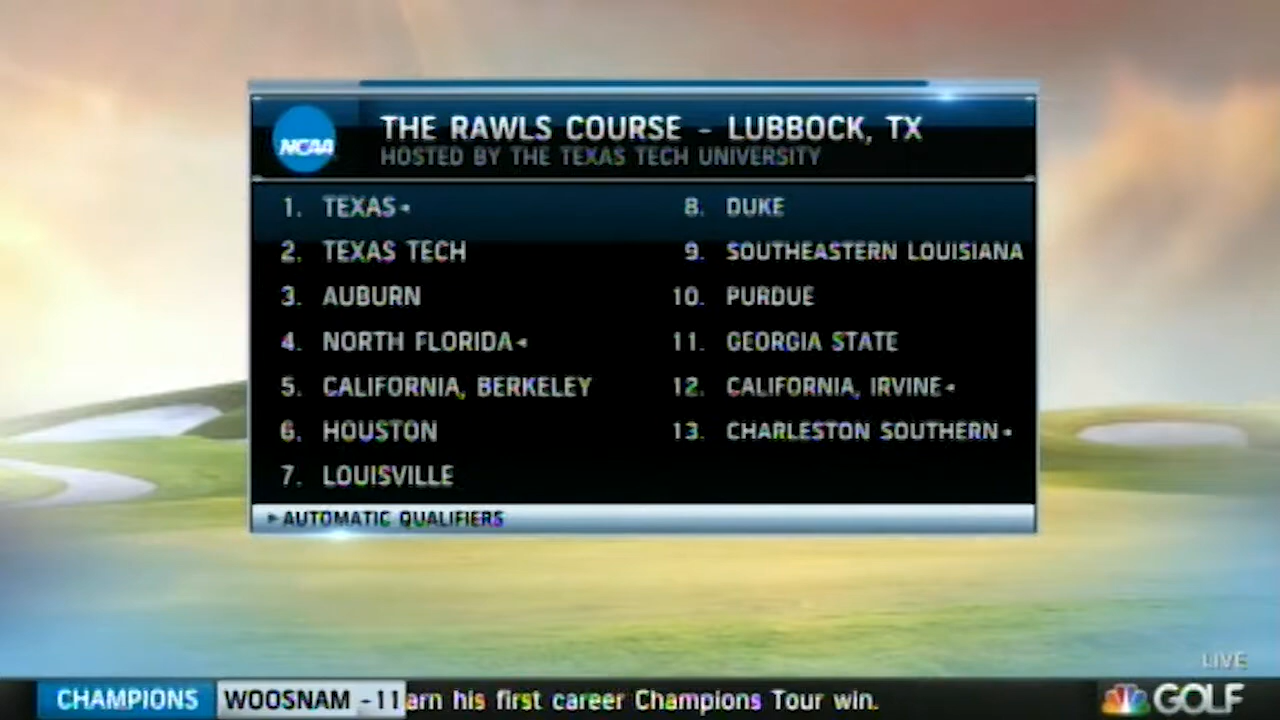 NCAA
THE RAWLS COURSE - LUBBOCK, TX
HOSTED BY THE TEXAS TECH UNIVERSITY
1. TEXAS◂
2. TEXAS TECH
3. AUBURN
4. NORTH FLORIDA◂
5. CALIFORNIA, BERKELEY
6. HOUSTON
7. LOUISVILLE
8. DUKE
9. SOUTHEASTERN LOUISIANA
10. PURDUE
11. GEORGIA STATE
12. CALIFORNIA, IRVINE◂
13. CHARLESTON SOUTHERN◂
▸AUTOMATIC QUALIFIERS
LIVE
CHAMPIONS WOOSNAM -11 arn his first career Champions Tour win. GOLF